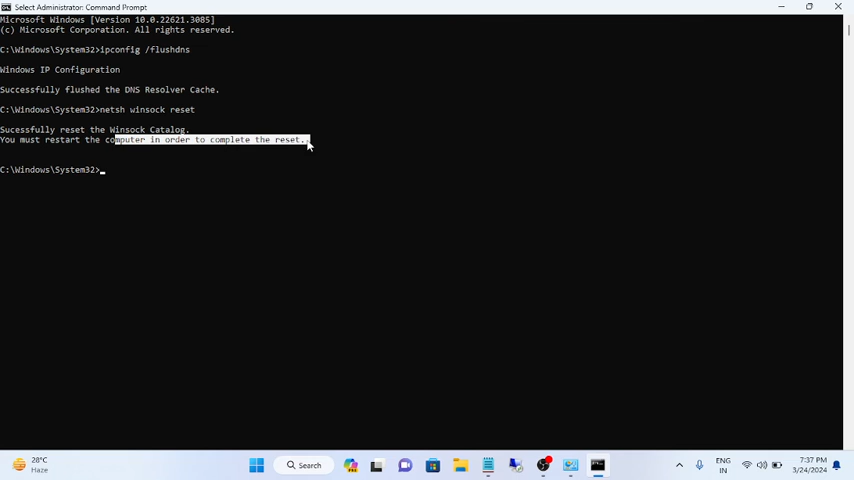 Select Administrator: Command Prompt
Microsoft Windows [Version 10.0.22621.3085]
(c) Microsoft Corporation. All rights reserved.
C:\Windows\System32>ipconfig /flushdns
Windows IP Configuration
Successfully flushed the DNS Resolver Cache.
C:\Windows\System32>netsh winsock reset
Sucessfully reset the Winsock Catalog.
You must restart the computer in order to complete the reset.
C:\Windows\System32>
28°C
Haze
Search
PRE
ENG
IN
7:37 PM
3/24/2024